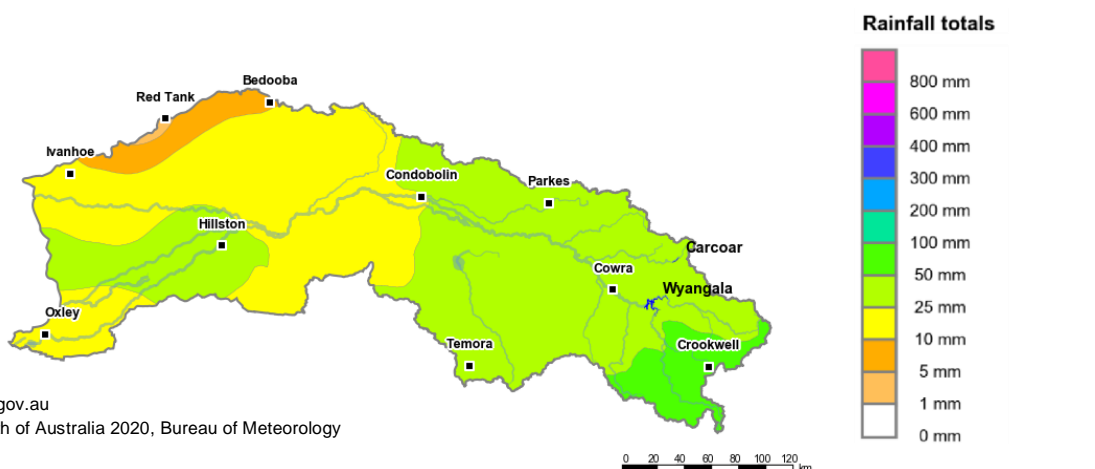 Rainfall totals
800 mm
600 mm
400 mm
300 mm
200 mm
100 mm
50 mm
25 mm
10 mm
5 mm
1 mm
0 mm
Bedooba
Red Tank
Ivanhoe
Condobolin
Parkes
Hillston
Carcoar
Cowra
Wyangala
Oxley
Temora
Crookwell
gov.au
h of Australia 2020, Bureau of Meteorology
0 20 40 60 80 100 120
km